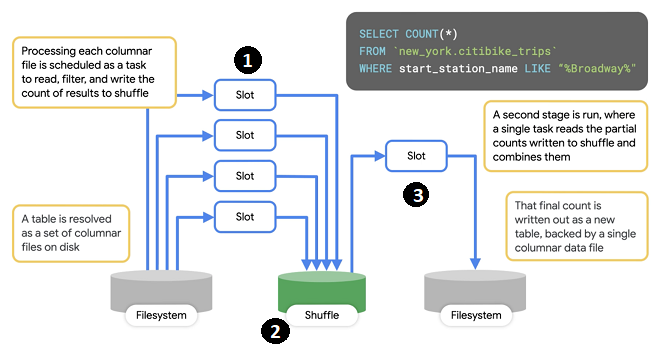 Processing each columnar
file is scheduled as a task
to read, filter, and write the
count of results to shuffle
1
SELECT COUNT(*)
FROM `new_york.citibike_trips`
WHERE start_station_name LIKE "%Broadway%"
Slot
Slot
Slot
Slot
Slot
3
A second stage is run, where
a single task reads the partial
counts written to shuffle and
combines them
A table is resolved
as a set of columnar
files on disk
That final count is
written out as a new
table, backed by a single
columnar data file
Filesystem
2
Shuffle
Filesystem